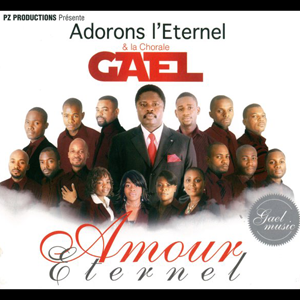 PZ PRODUCTIONS Présente
Adorons l'Eternel
& la Chorale
GAEL
Gael
music
Amour
Eternel